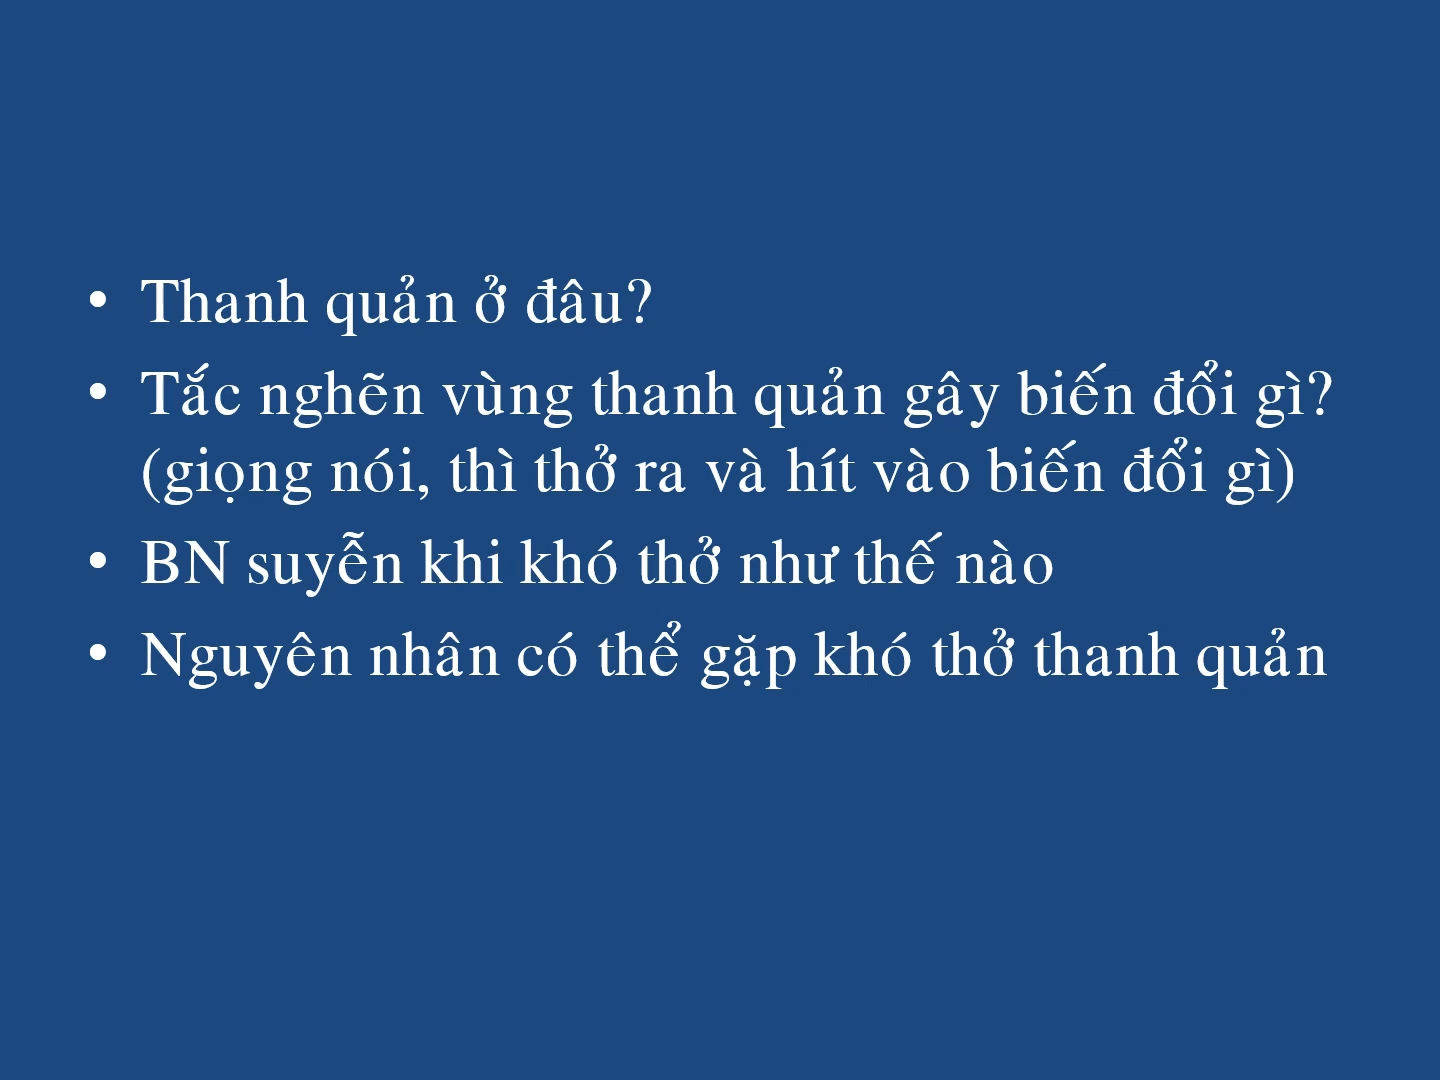 • Thanh quản ở đâu?
• Tắc nghẽn vùng thanh quản gây biến đổi gì?
(giọng nói, thì thở ra và hít vào biến đổi gì)
• BN suyễn khi khó thở như thế nào
• Nguyên nhân có thể gặp khó thở thanh quản